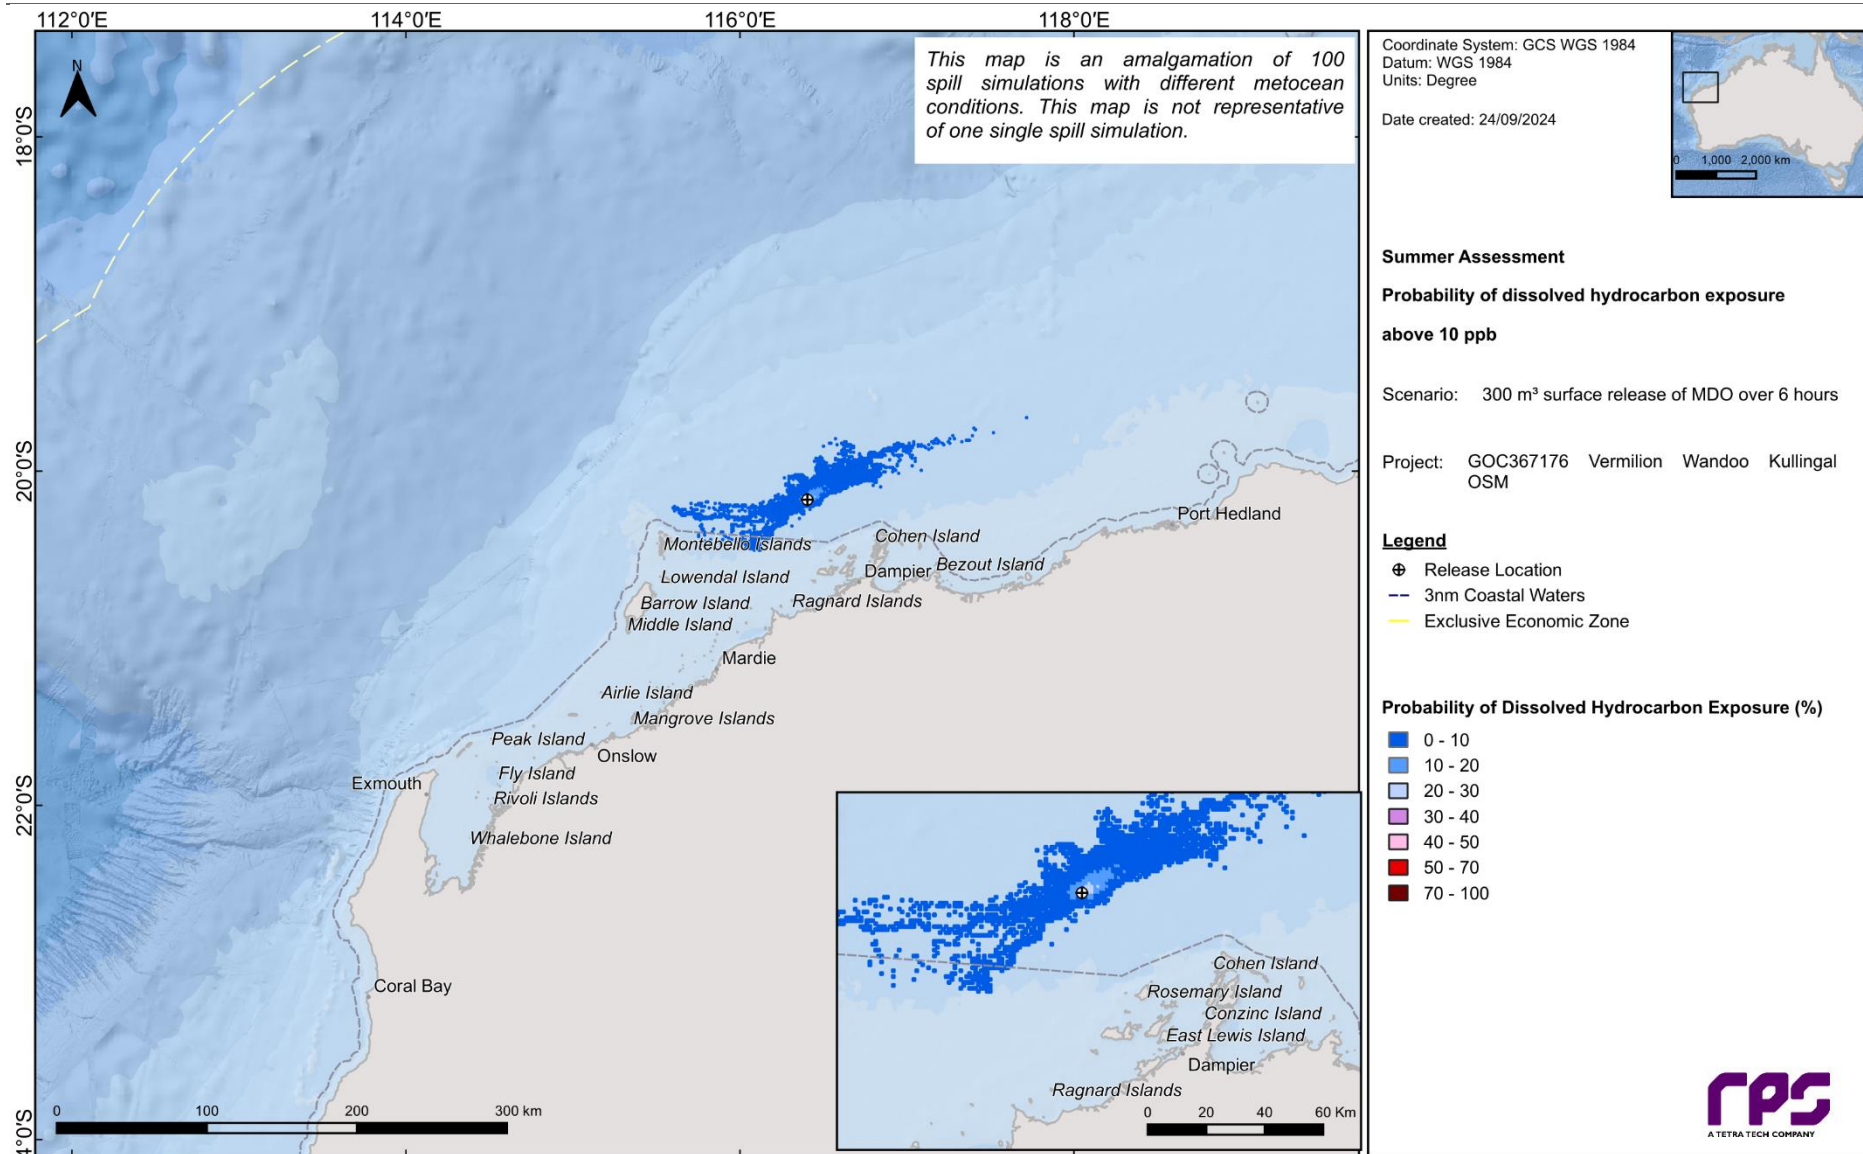 112°0'E
114°0'E
116°0'E
118°0'E
N
18°0'S
20°0'S
22°0'S
4°0'S
This map is an amalgamation of 100
spill simulations with different metocean
conditions. This map is not representative
of one single spill simulation.
Montebello Islands
Cohen Island
Port Hedland
Lowendal Island
Dampier
Bezout Island
Barrow Island
Ragnard Islands
Middle Island
Mardie
Airlie Island
Mangrove Islands
Peak Island
Onslow
Exmouth
Fly Island
Rivoli Islands
Whalebone Island
Coral Bay
0 100 200 300 km
Cohen Island
Rosemary Island
Conzinc Island
East Lewis Island
Dampier
Ragnard Islands
0 20 40 60 Km
Coordinate System: GCS WGS 1984
Datum: WGS 1984
Units: Degree
Date created: 24/09/2024
0 1,000 2,000 km
Summer Assessment
Probability of dissolved hydrocarbon exposure
above 10 ppb
Scenario: 300 m³ surface release of MDO over 6 hours
Project: GOC367176 Vermilion Wandoo Kullingal
OSM
Legend
Release Location
3nm Coastal Waters
Exclusive Economic Zone
Probability of Dissolved Hydrocarbon Exposure (%)
0 - 10
10 - 20
20 - 30
30 - 40
40 - 50
50 - 70
70 - 100
rps
A TETRA TECH COMPANY